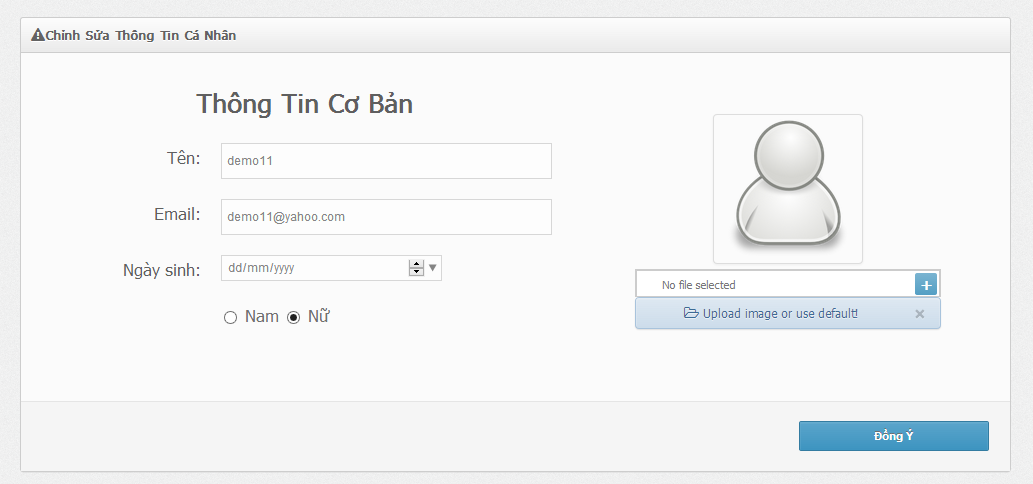 Chỉnh Sửa Thông Tin Cá Nhân
Thông Tin Cơ Bản
Tên:
demo11
Email:
demo11@yahoo.com
Ngày sinh:
dd/mm/yyyy
Nam
Nữ
No file selected
Upload image or use default!
Đồng Ý